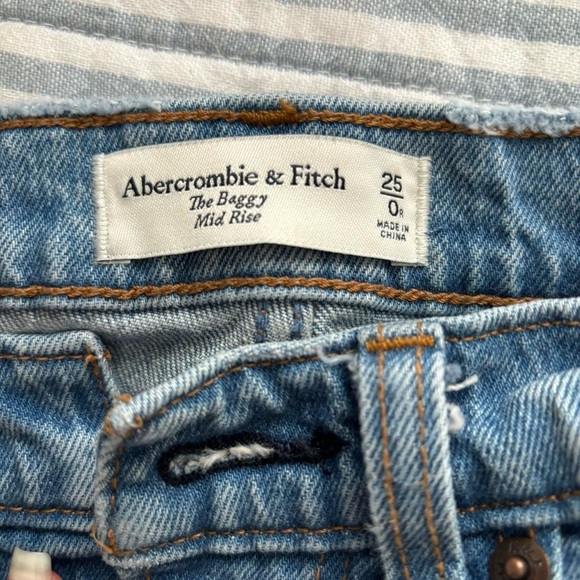 Abercrombie & Fitch
The Baggy
Mid Rise
25
0R
MADE IN
CHINA